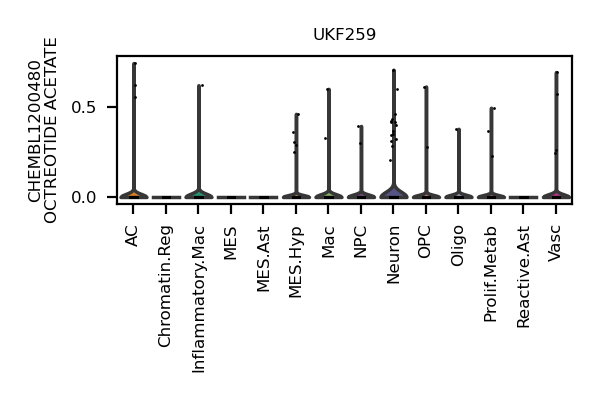 UKF259
CHEMBL1200480
OCTREOTIDE ACETATE
0.5
0.0
AC
Chromatin.Reg
Inflammatory.Mac
MES
MES.Ast
MES.Hyp
Mac
NPC
Neuron
OPC
Oligo
Prolif.Metab
Reactive.Ast
Vasc